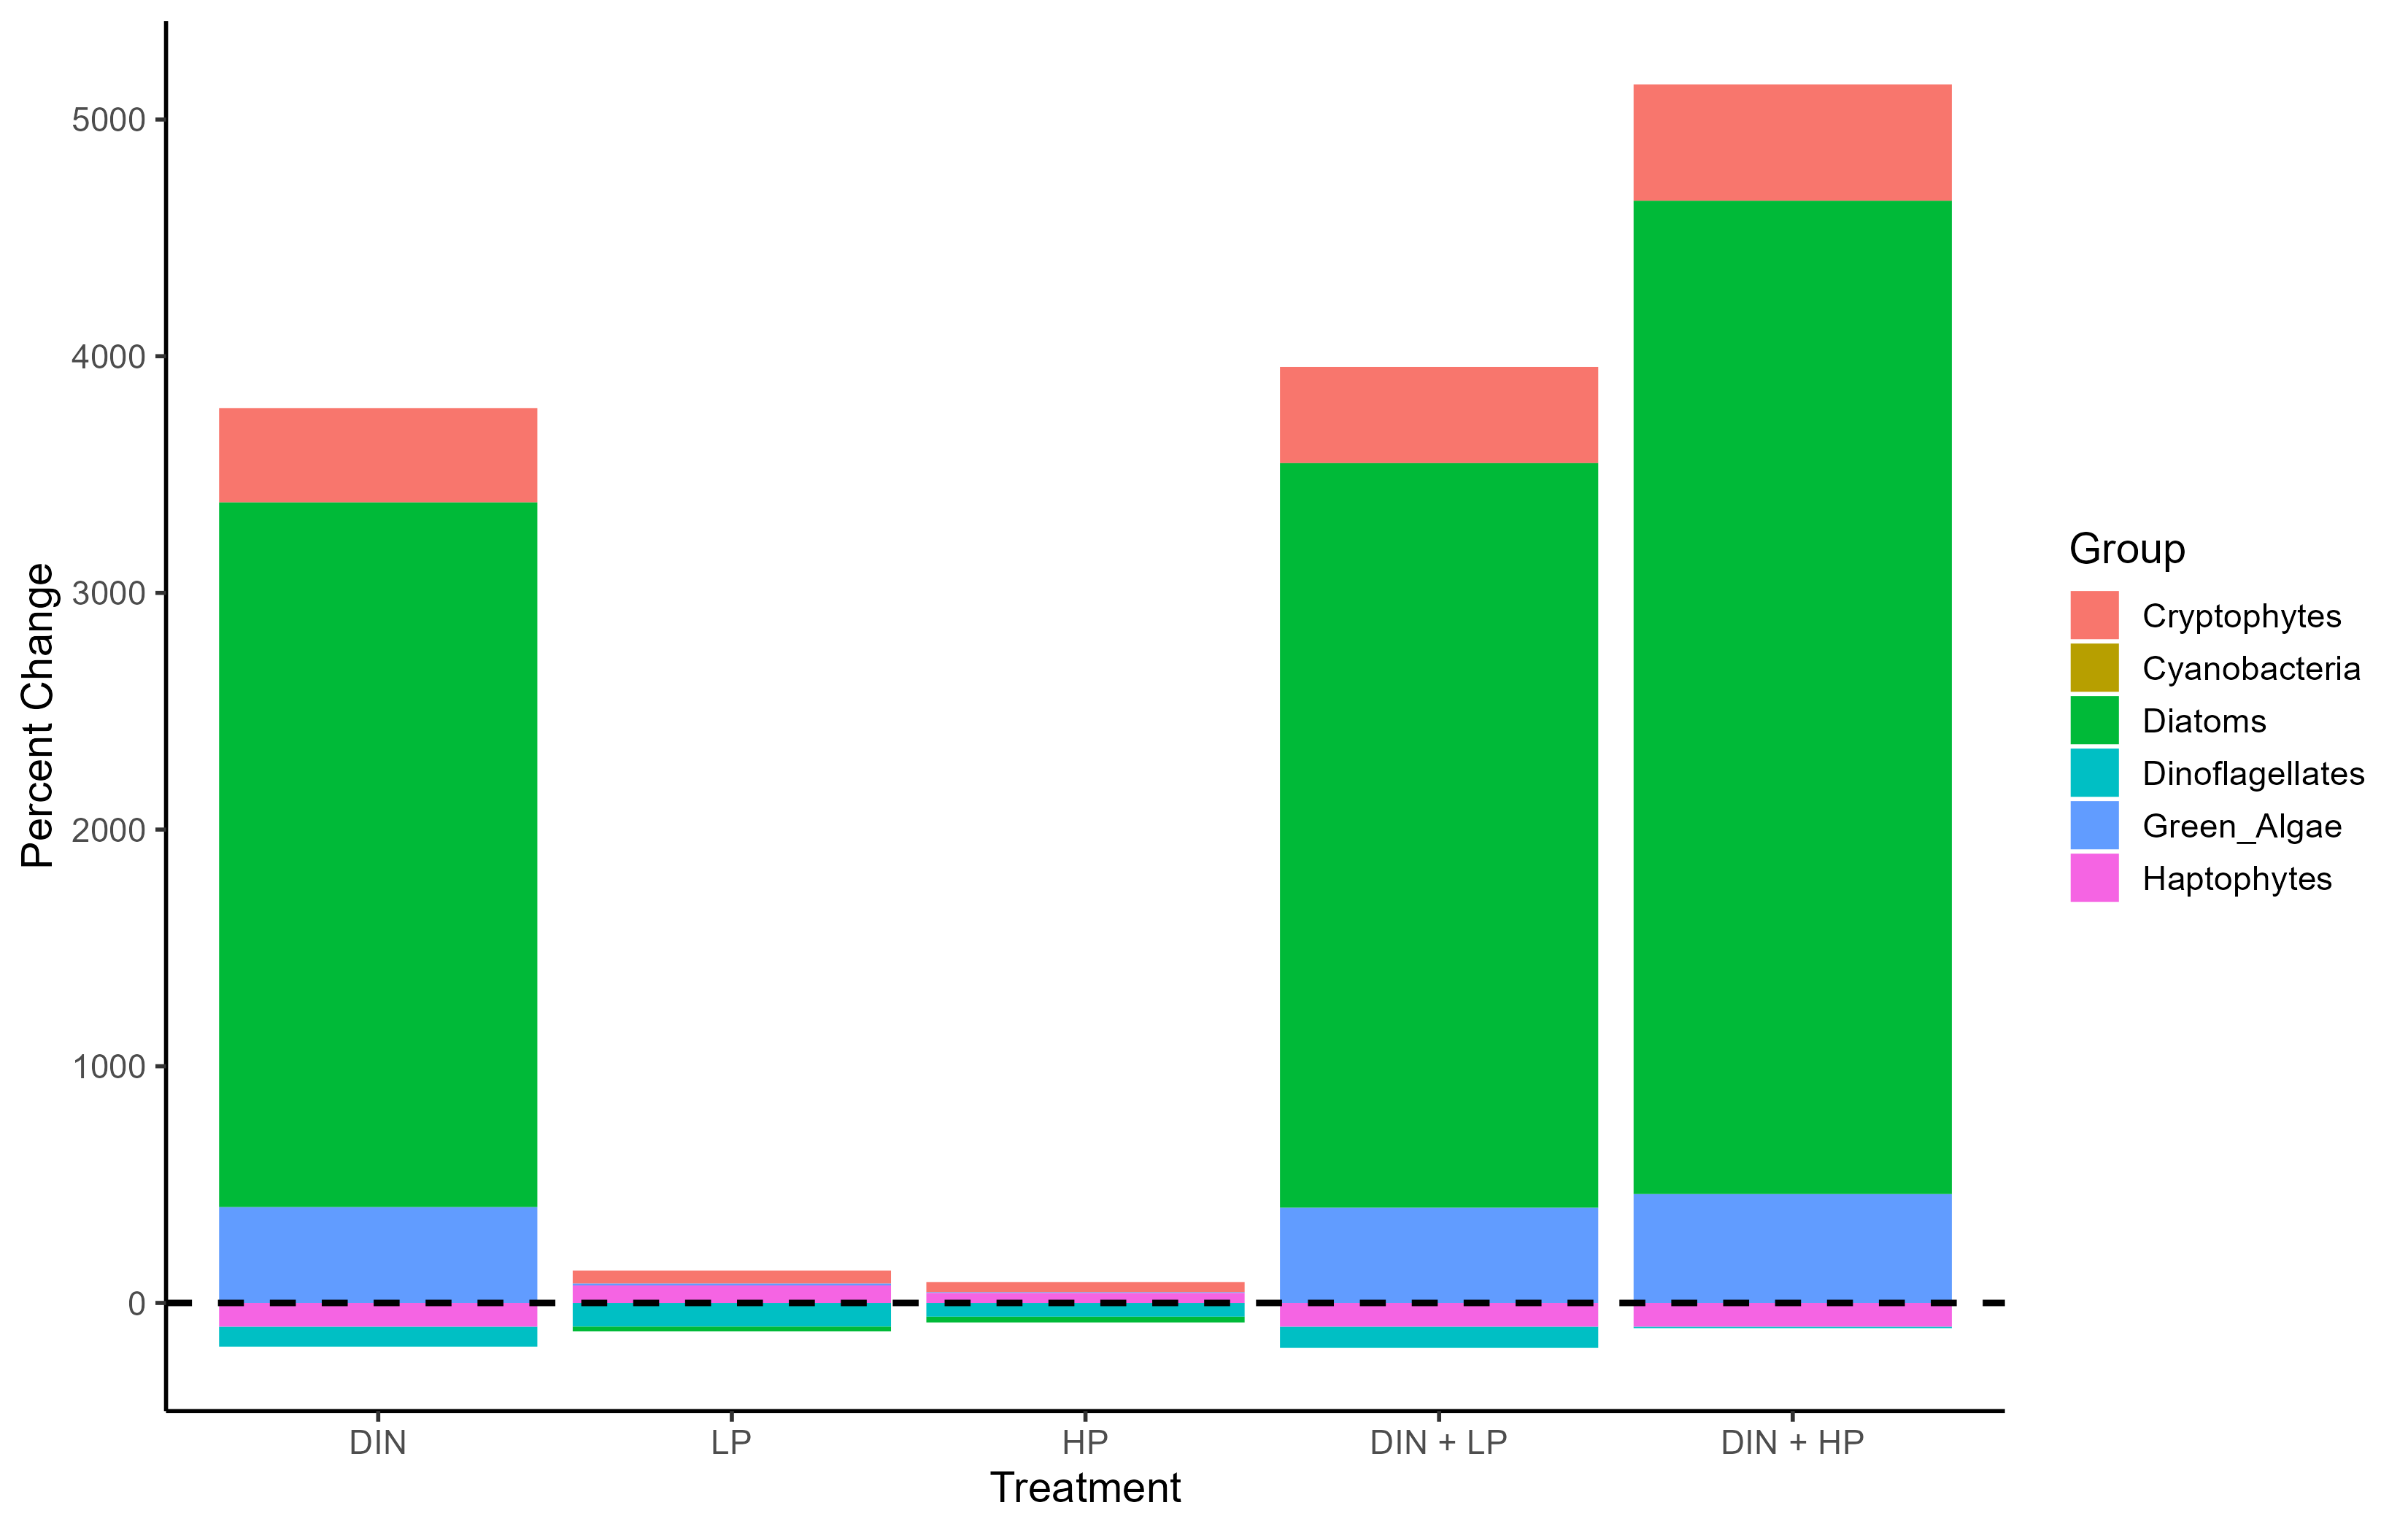 Percent Change
5000
4000
3000
2000
1000
0
DIN
LP
HP
DIN + LP
DIN + HP
Treatment
Group
Cryptophytes
Cyanobacteria
Diatoms
Dinoflagellates
Green_Algae
Haptophytes